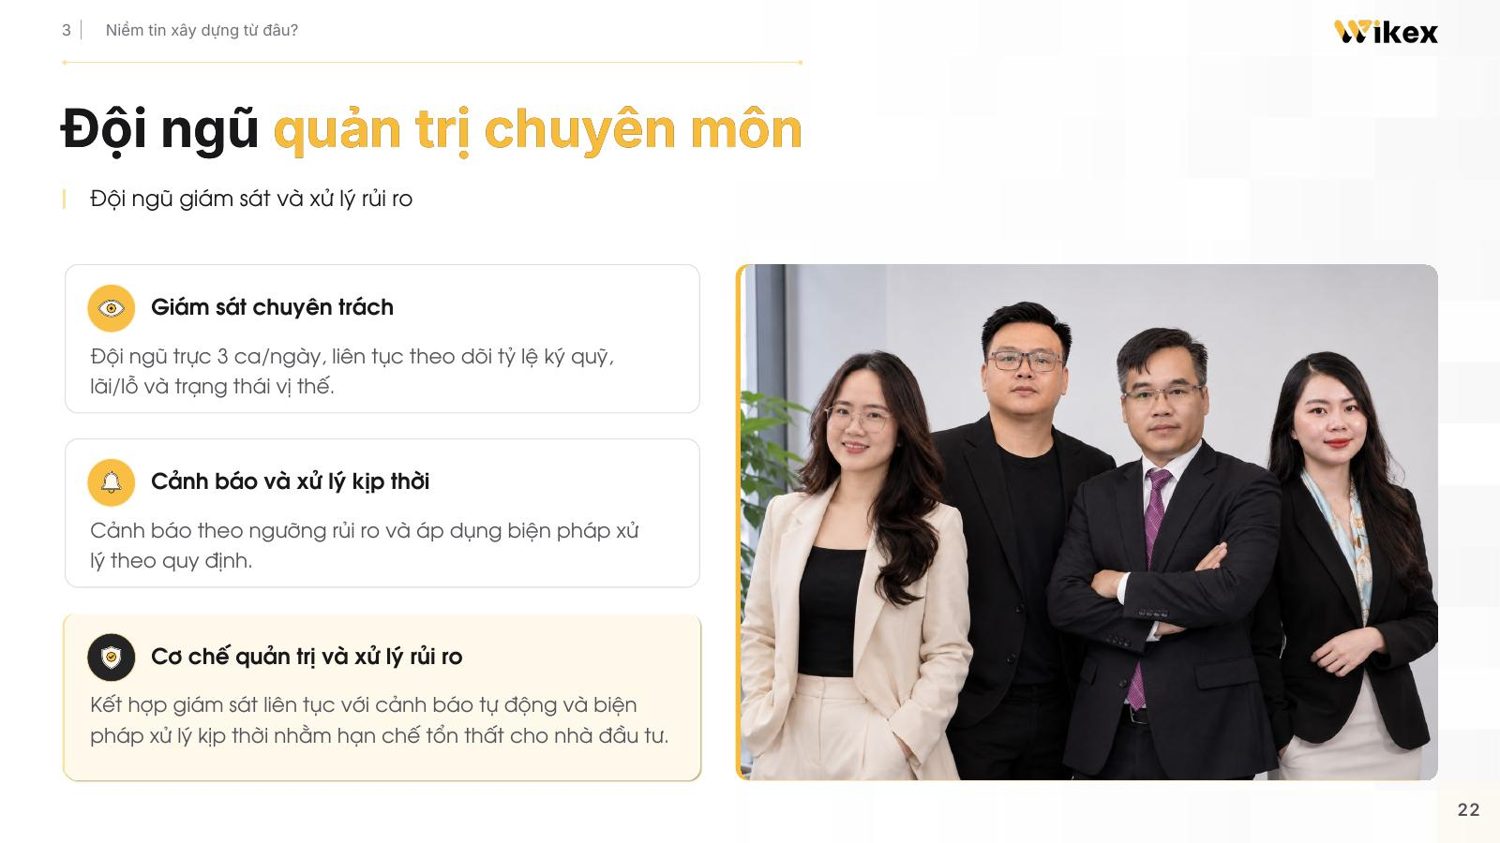 3
Niềm tin xây dựng từ đâu?
Wikex
Đội ngũ quản trị chuyên môn
Đội ngũ giám sát và xử lý rủi ro
Giám sát chuyên trách
Đội ngũ trực 3 ca/ngày, liên tục theo dõi tỷ lệ ký quỹ,
lãi/lỗ và trạng thái vị thế.
Cảnh báo và xử lý kịp thời
Cảnh báo theo ngưỡng rủi ro và áp dụng biện pháp xử
lý theo quy định.
Cơ chế quản trị và xử lý rủi ro
Kết hợp giám sát liên tục với cảnh báo tự động và biện
pháp xử lý kịp thời nhằm hạn chế tổn thất cho nhà đầu tư.
22